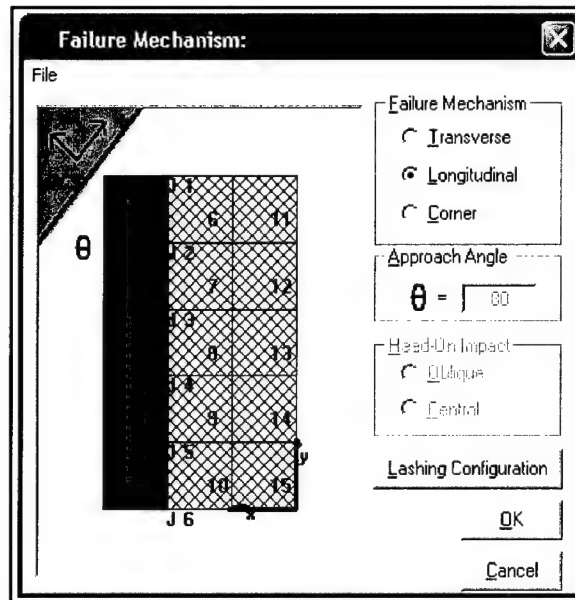 Failure Mechanism:
File
Failure Mechanism
Transverse
Longitudinal
Corner
Approach Angle
θ = 00
Head-On Impact
Oblique
Central
Lashing Configuration
OK
Cancel
θ
J 1
6 11
J 2
7 12
J 3
8 13
J 4
9 14
J 5
y
10 15
J 6
x